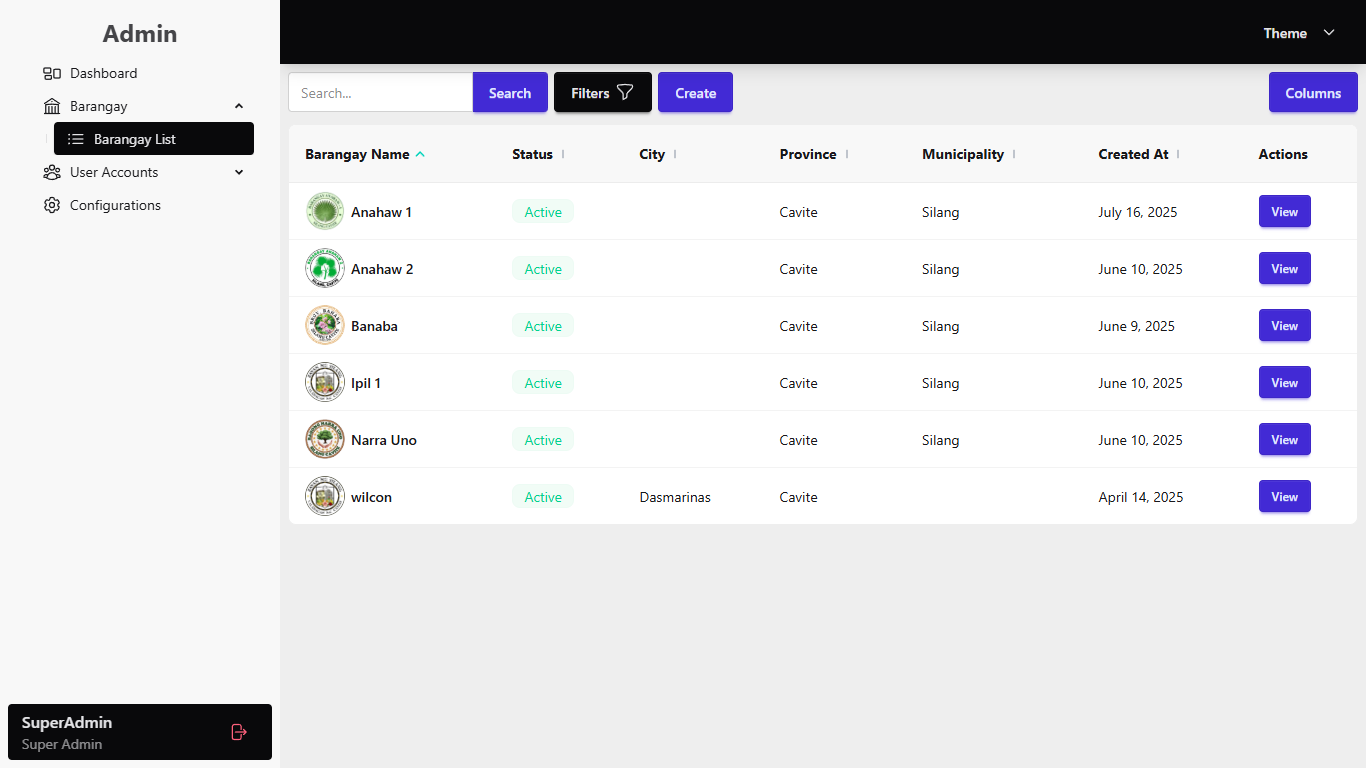 Admin
Dashboard
Barangay
Barangay List
User Accounts
Configurations
SuperAdmin
Super Admin
Theme
Search...
Search
Filters
Create
Columns
Barangay Name Status City Province Municipality Created At Actions
Anahaw 1 Active Cavite Silang July 16, 2025 View
Anahaw 2 Active Cavite Silang June 10, 2025 View
Banaba Active Cavite Silang June 9, 2025 View
Ipil 1 Active Cavite Silang June 10, 2025 View
Narra Uno Active Cavite Silang June 10, 2025 View
wilcon Active Dasmarinas Cavite April 14, 2025 View